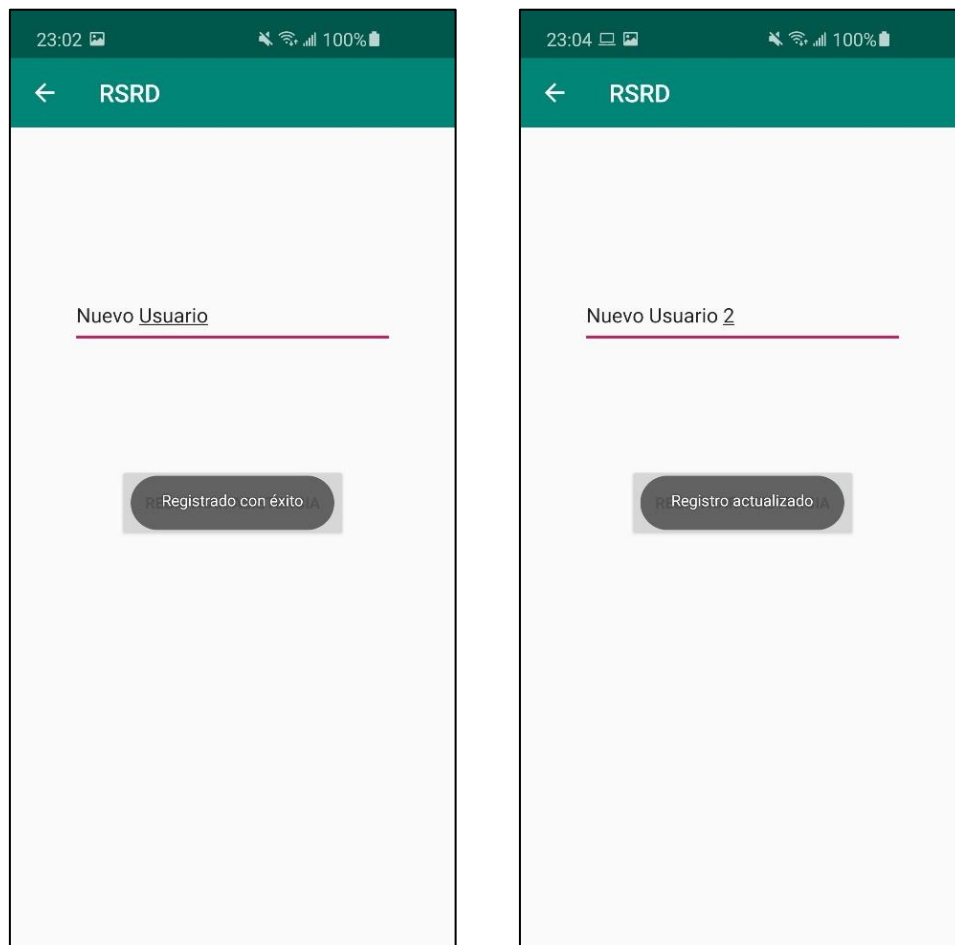 23:02 100%
RSRD
Nuevo Usuario
Registrado con éxito
23:04 100%
RSRD
Nuevo Usuario 2
Registro actualizado